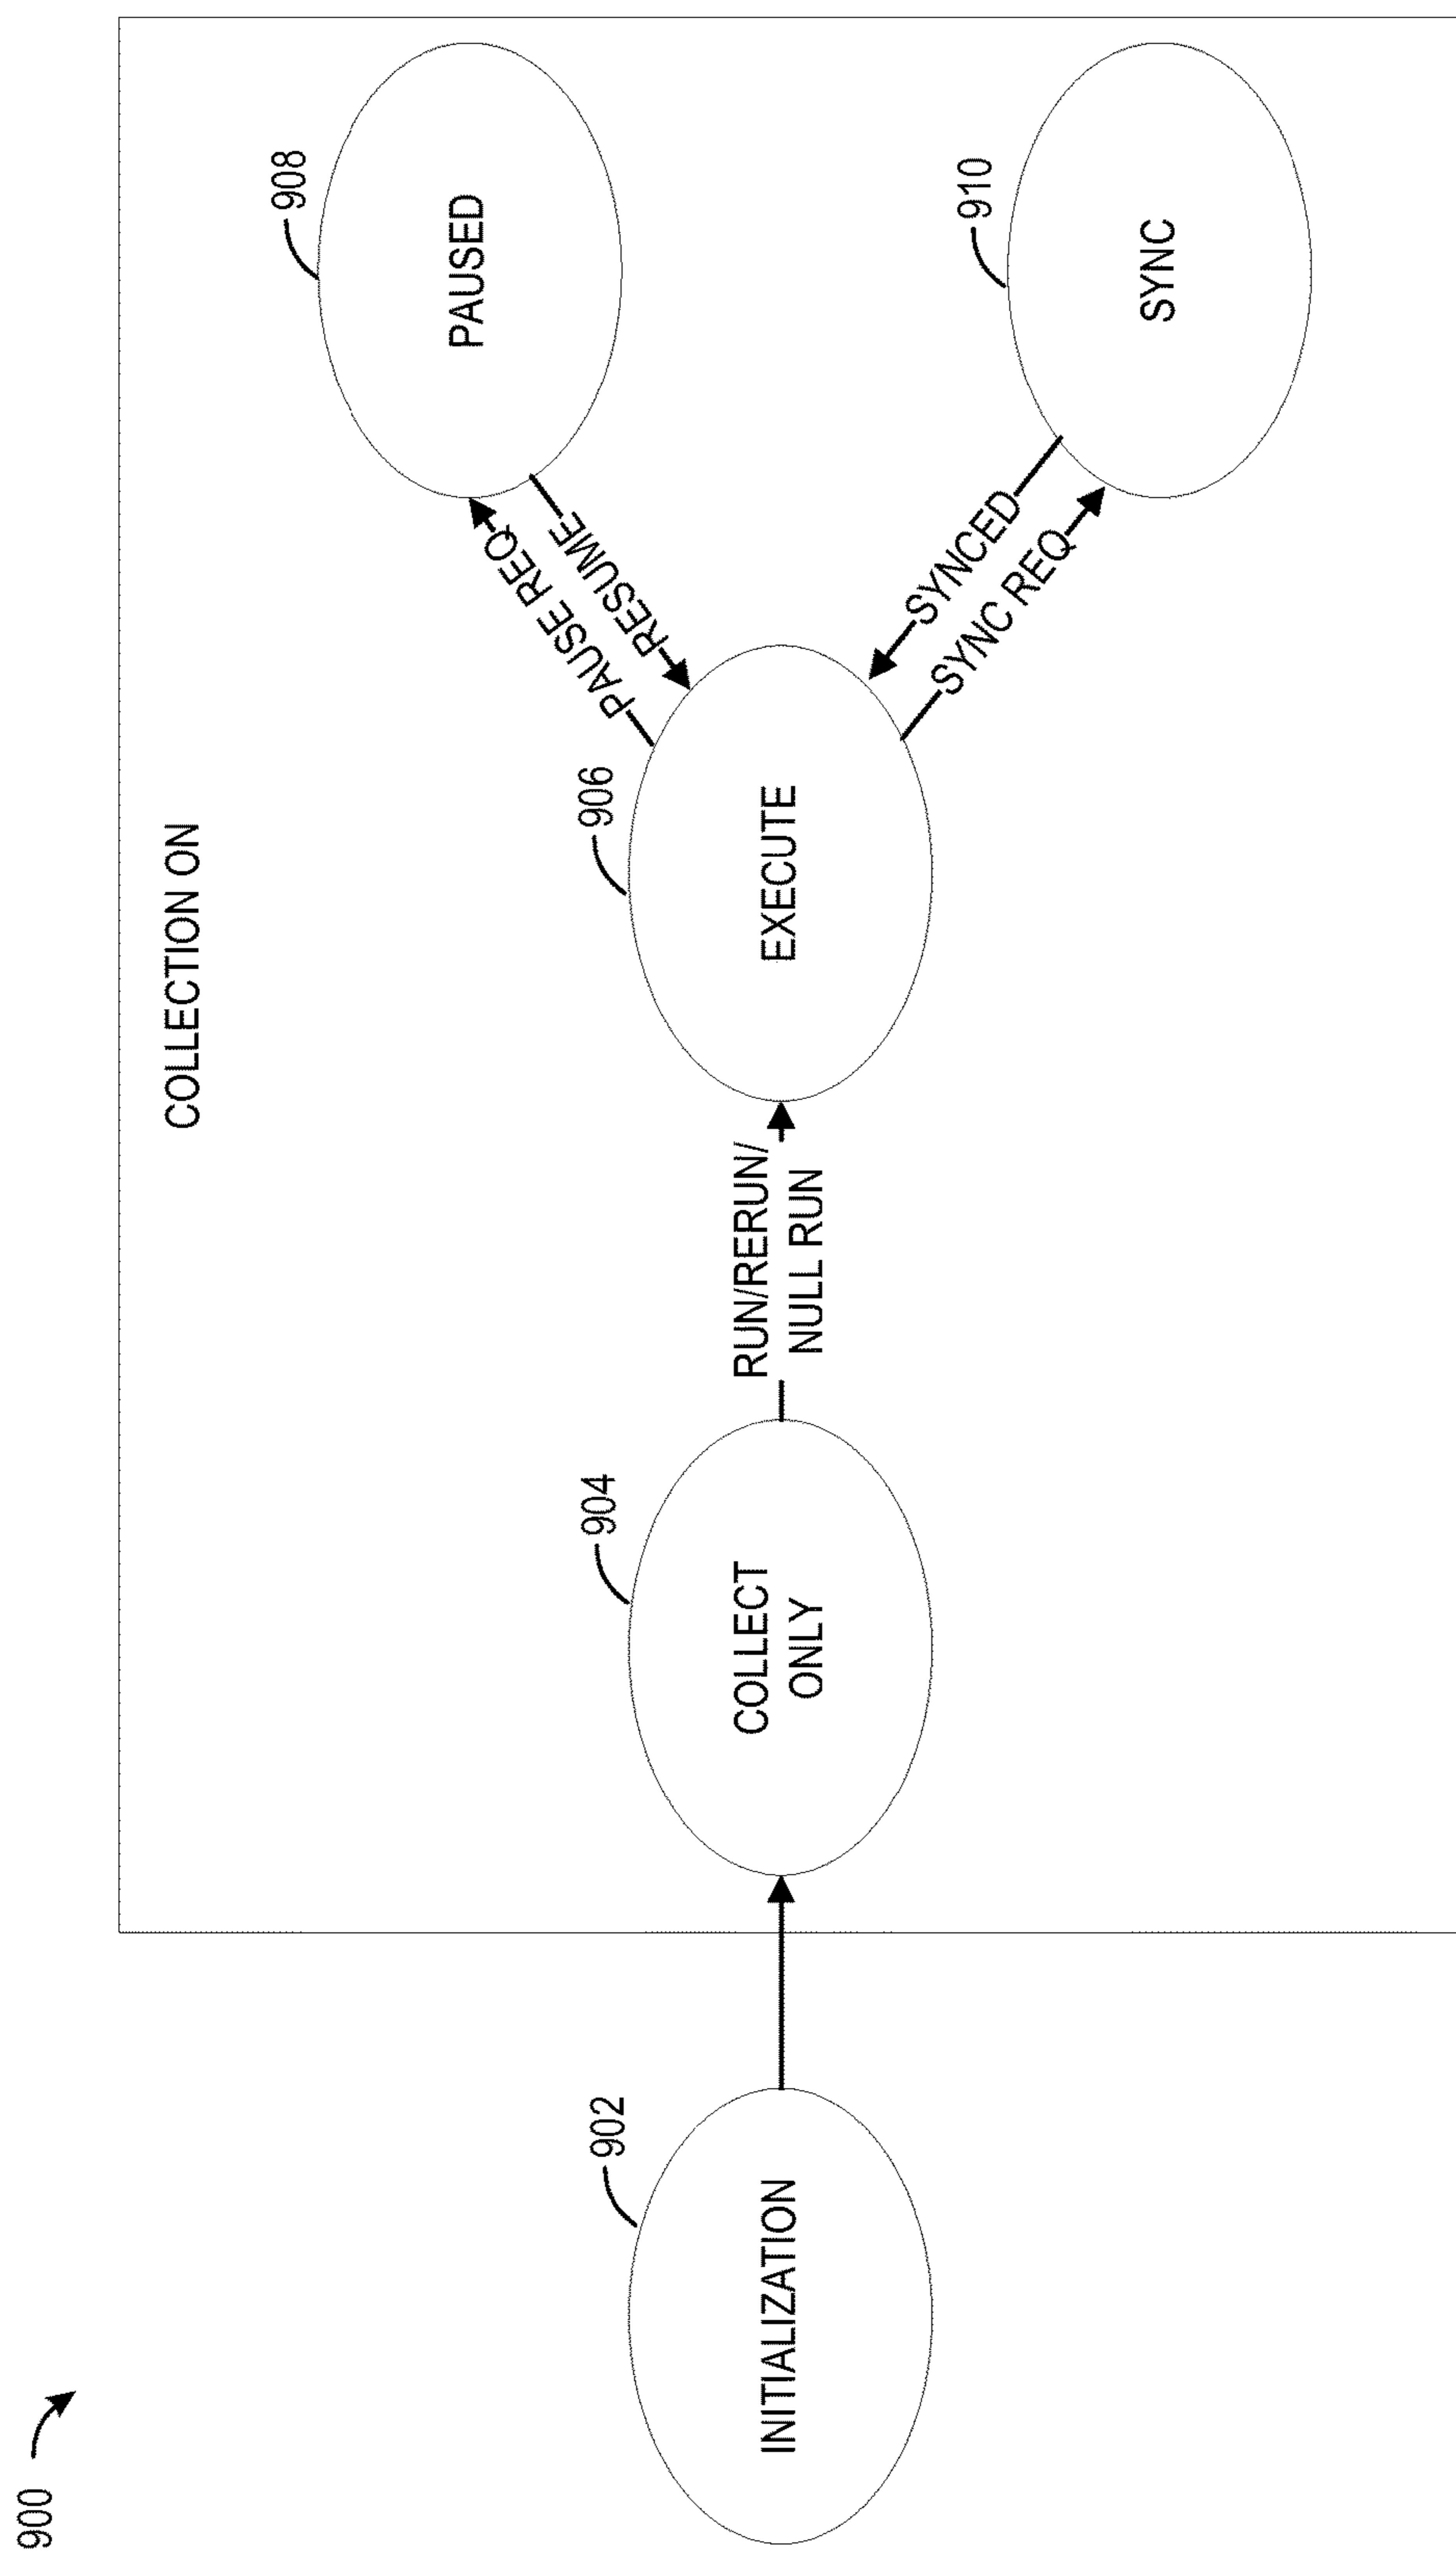 900
COLLECTION ON
902
INITIALIZATION
904
COLLECT
ONLY
RUN/RERUN/
NULL RUN
906
EXECUTE
PAUSE REQ
RESUME
908
PAUSED
SYNCED
SYNC REQ
910
SYNC